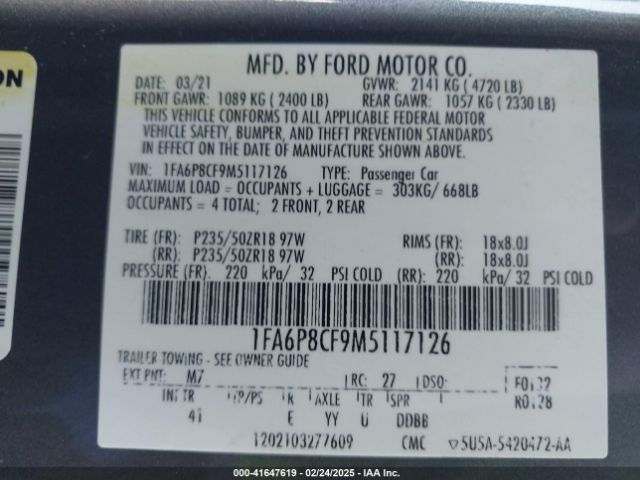 ON
MFD. BY FORD MOTOR CO.
DATE: 03/21 GVWR: 2141 KG ( 4720 LB)
FRONT GAWR: 1089 KG ( 2400 LB) REAR GAWR: 1057 KG ( 2330 LB)
THIS VEHICLE CONFORMS TO ALL APPLICABLE FEDERAL MOTOR
VEHICLE SAFETY, BUMPER, AND THEFT PREVENTION STANDARDS
IN EFFECT ON THE DATE OF MANUFACTURE SHOWN ABOVE.
VIN: 1FA6P8CF9M5117126 TYPE: Passenger Car
MAXIMUM LOAD = OCCUPANTS + LUGGAGE = 303KG/ 668LB
OCCUPANTS = 4 TOTAL; 2 FRONT, 2 REAR
TIRE (FR): P235/50ZR18 97W RIMS (FR): 18x8.0J
(RR): P235/50ZR18 97W (RR): 18x8.0J
PRESSURE (FR): 220 kPa/ 32 PSI COLD (RR): 220 kPa/ 32 PSI COLD
1FA6P8CF9M5117126
TRAILER TOWING - SEE OWNER GUIDE
EXT PNT: M7 RC: 27 DSO:
INT TR TP/PS R AXLE TR SPR
41 E YY U DDBB
1202103277609 CMC 5U5A-5420472-AA
000-41647619 - 02/24/2025 - IAA Inc.